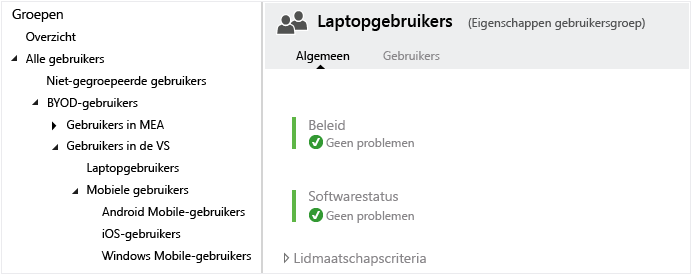 Groepen
Overzicht
Alle gebruikers
Niet-gegroepeerde gebruikers
BYOD-gebruikers
Gebruikers in MEA
Gebruikers in de VS
Laptopgebruikers
Mobiele gebruikers
Android Mobile-gebruikers
iOS-gebruikers
Windows Mobile-gebruikers
Laptopgebruikers (Eigenschappen gebruikersgroep)
Algemeen Gebruikers
Beleid
Geen problemen
Softwarestatus
Geen problemen
Lidmaatschapscriteria